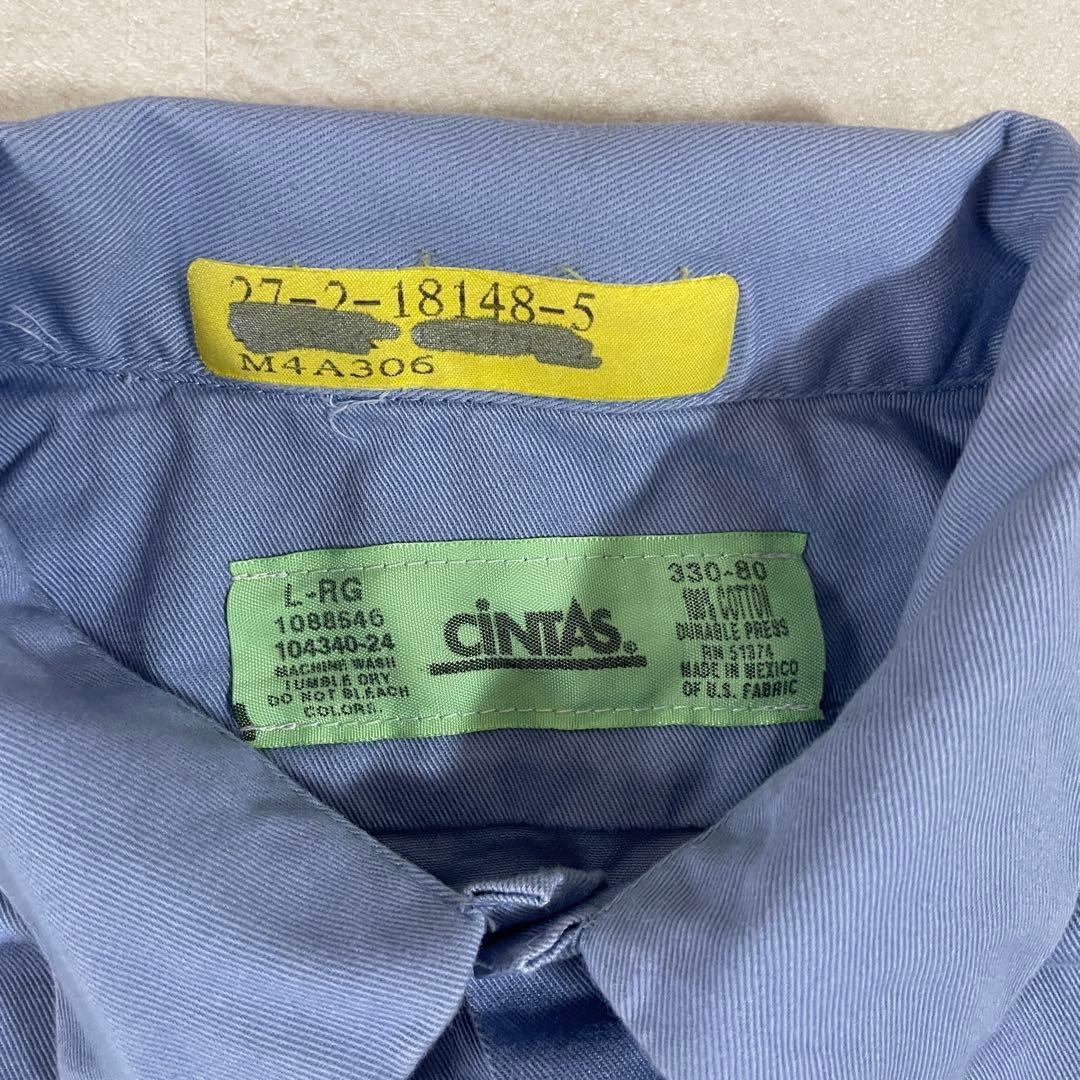 27-2-18148-5
M4A306
L-RG
1088646
104340-24
MACHINE WASH
TUMBLE DRY
DO NOT BLEACH
COLORS.
CINTAS®
330-80
100% COTTON
DURABLE PRESS
RN 51374
MADE IN MEXICO
OF U.S. FABRIC